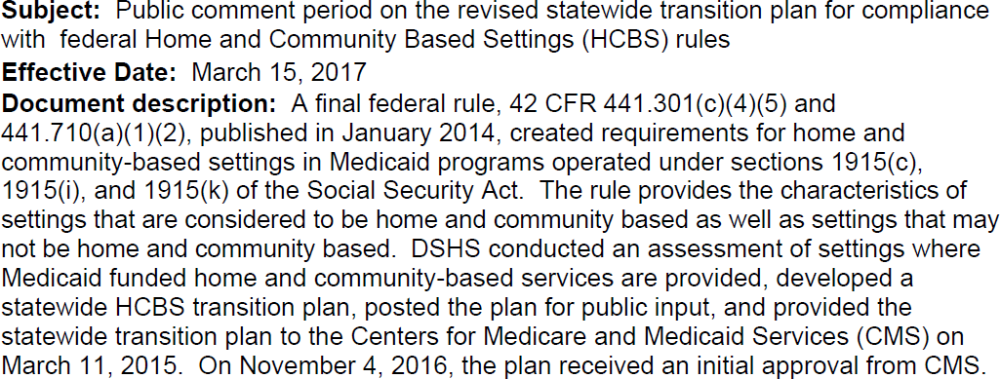 Subject:  Public comment period on the revised statewide transition plan for compliance
with  federal Home and Community Based Settings (HCBS) rules
Effective Date:  March 15, 2017
Document description:  A final federal rule, 42 CFR 441.301(c)(4)(5) and
441.710(a)(1)(2), published in January 2014, created requirements for home and
community-based settings in Medicaid programs operated under sections 1915(c),
1915(i), and 1915(k) of the Social Security Act.  The rule provides the characteristics of
settings that are considered to be home and community based as well as settings that may
not be home and community based.  DSHS conducted an assessment of settings where
Medicaid funded home and community-based services are provided, developed a
statewide HCBS transition plan, posted the plan for public input, and provided the
statewide transition plan to the Centers for Medicare and Medicaid Services (CMS) on
March 11, 2015.  On November 4, 2016, the plan received an initial approval from CMS.